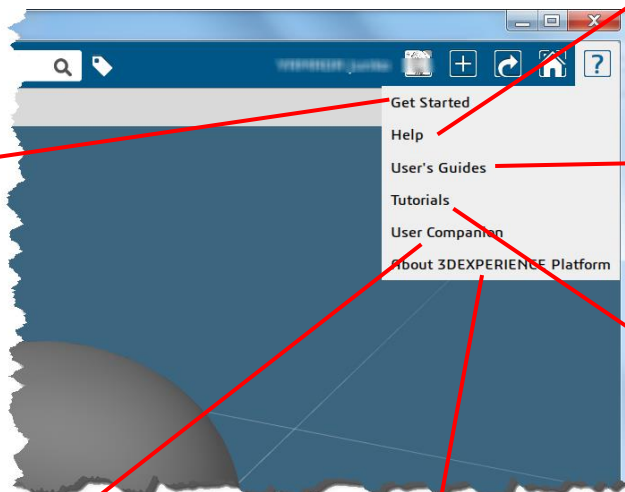 ?
Get Started
Help
User's Guides
Tutorials
User Companion
About 3DEXPERIENCE Platform